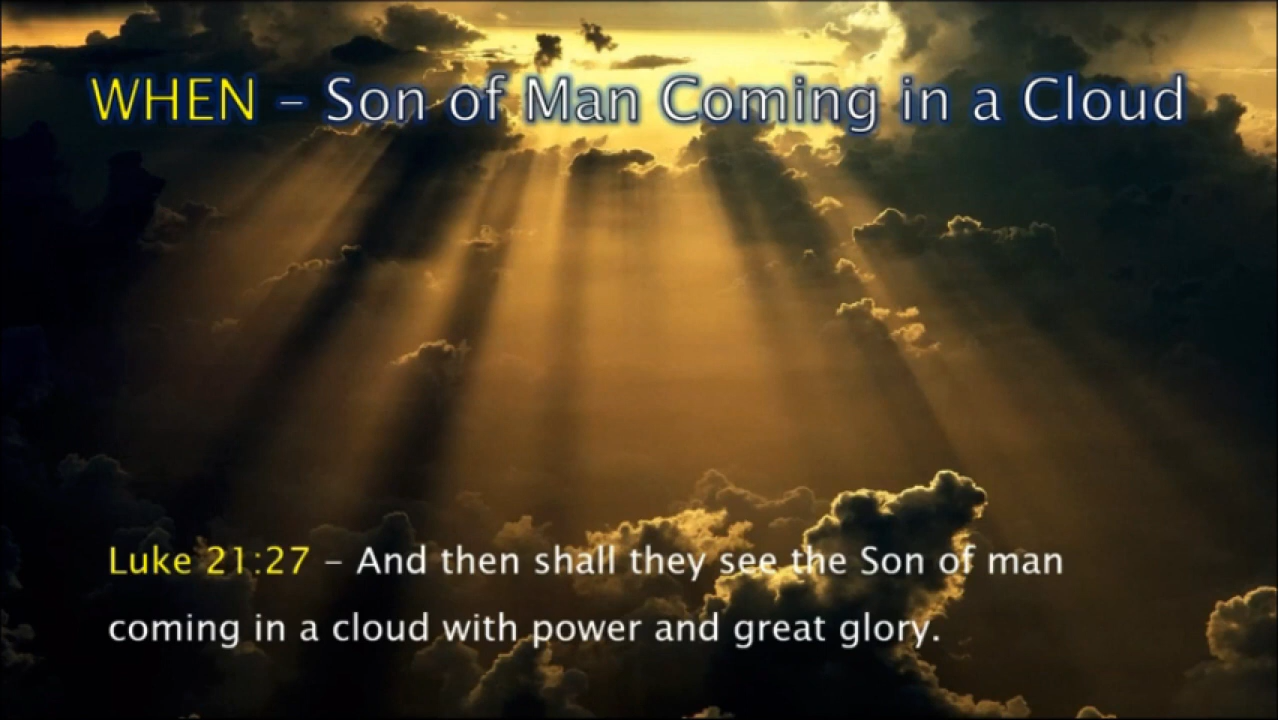 WHEN – Son of Man Coming in a Cloud
Luke 21:27 – And then shall they see the Son of man
coming in a cloud with power and great glory.